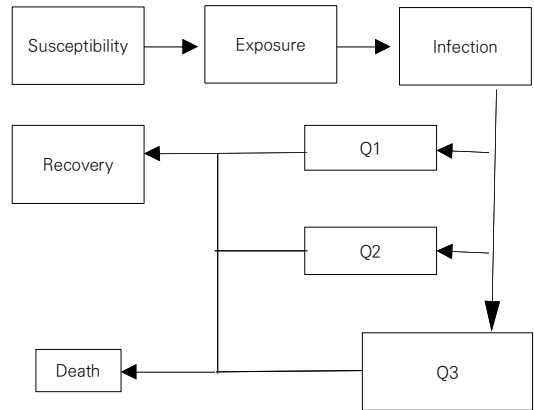 Susceptibility
Exposure
Infection
Recovery
Q1
Q2
Death
Q3